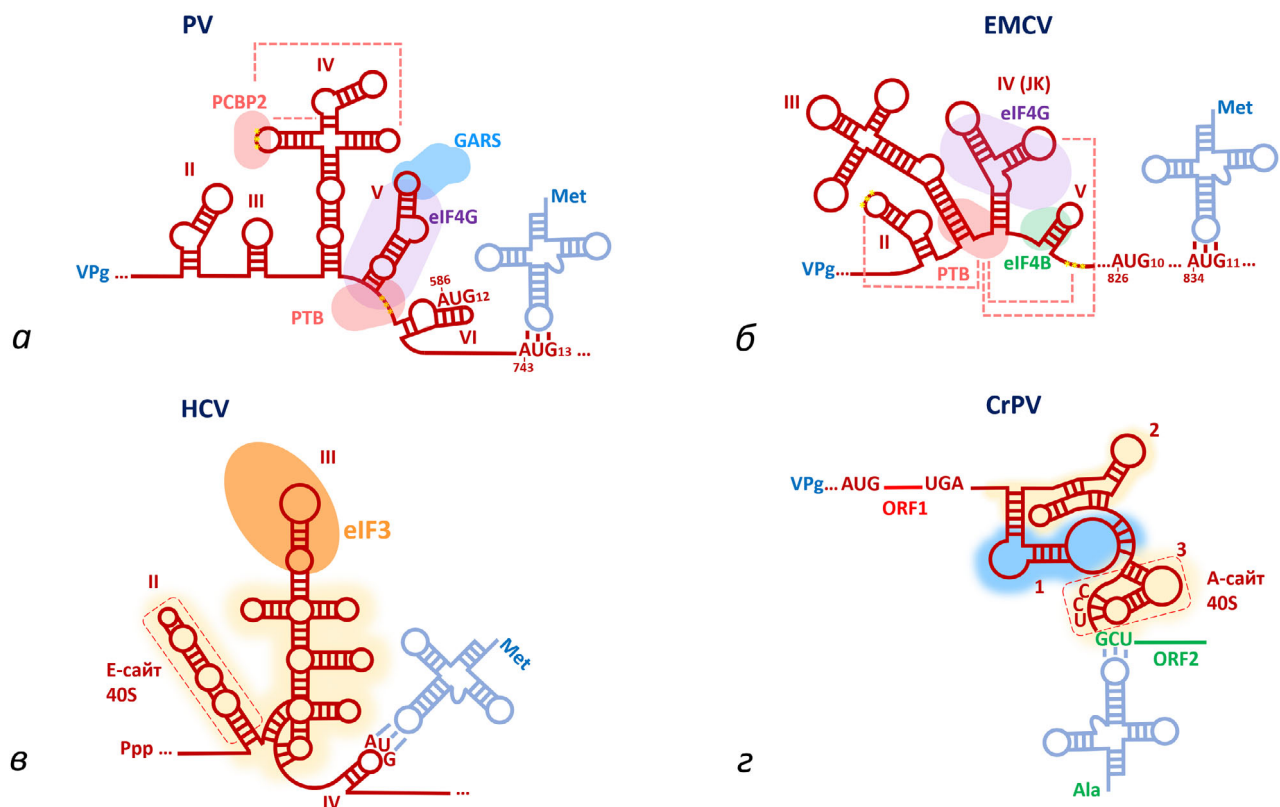 PV
IV
PCBP2
GARS
II
V
III
eIF4G
Met
VPg ...
586
AUG12
PTB
VI
AUG13 ...
743
а
EMCV
III
IV (JK)
eIF4G
Met
V
II
VPg...
PTB
eIF4B
...AUG10 ... AUG11...
826
834
б
HCV
III
eIF3
II
Met
Е-сайт
40S
AUG
Ppp ...
IV
...
в
CrPV
2
VPg... AUG
UGA
ORF1
3
1
А-сайт
40S
CCU
GCU
ORF2
Ala
г